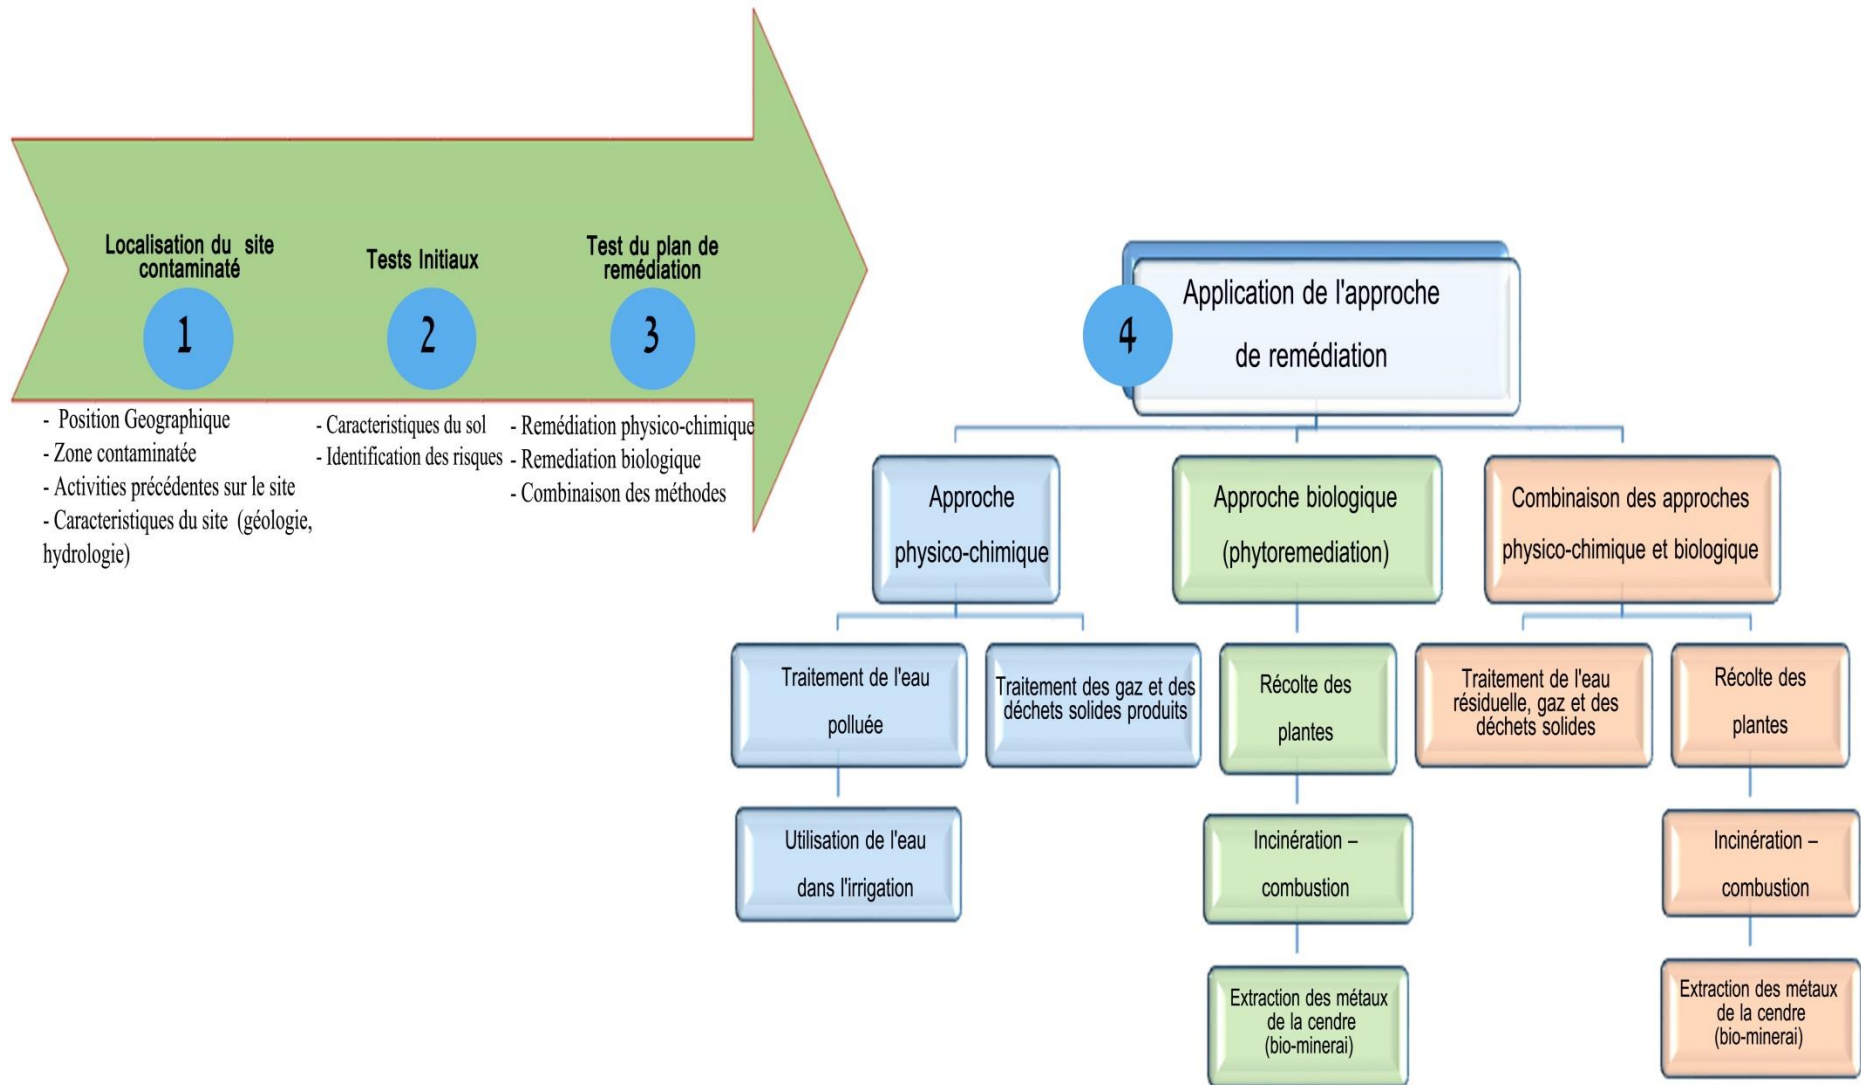 Localisation du site
contaminaté
1
- Position Geographique
- Zone contaminatée
- Activities précédentes sur le site
- Caracteristiques du site (géologie,
hydrologie)
Tests Initiaux
2
- Caracteristiques du sol
- Identification des risques
Test du plan de
remédiation
3
- Remédiation physico-chimique
- Remediation biologique
- Combinaison des méthodes
4
Application de l'approche
de remédiation
Approche
physico-chimique
Approche biologique
(phytoremediation)
Combinaison des approches
physico-chimique et biologique
Traitement de l'eau
polluée
Traitement des gaz et des
déchets solides produits
Récolte des
plantes
Traitement de l'eau
résiduelle, gaz et des
déchets solides
Récolte des
plantes
Utilisation de l'eau
dans l'irrigation
Incinération –
combustion
Incinération –
combustion
Extraction des métaux
de la cendre
(bio-minerai)
Extraction des métaux
de la cendre
(bio-minerai)